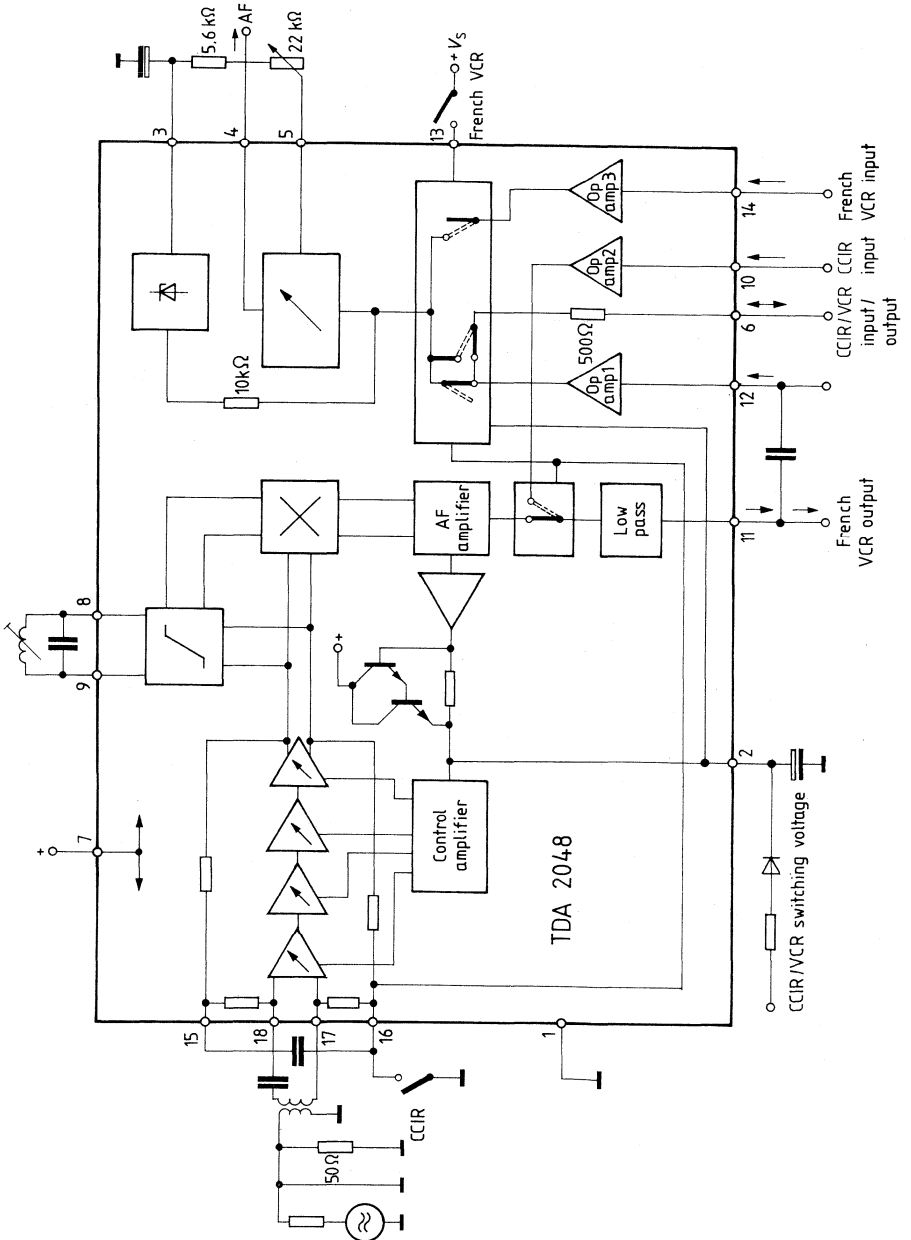 +
7
9
8
3
4
5
5.6 kΩ
AF
22 kΩ
10kΩ
+Vs
French VCR
13
15
18
17
16
1
CCIR
50Ω
Control
amplifier
+
AF
amplifier
Low
pass
Op
amp1
Op
amp2
Op
amp3
500Ω
TDA 2048
2
11
12
6
10
14
CCIR/VCR switching voltage
French
VCR output
CCIR/VCR
input/
output
CCIR
input
French
VCR input